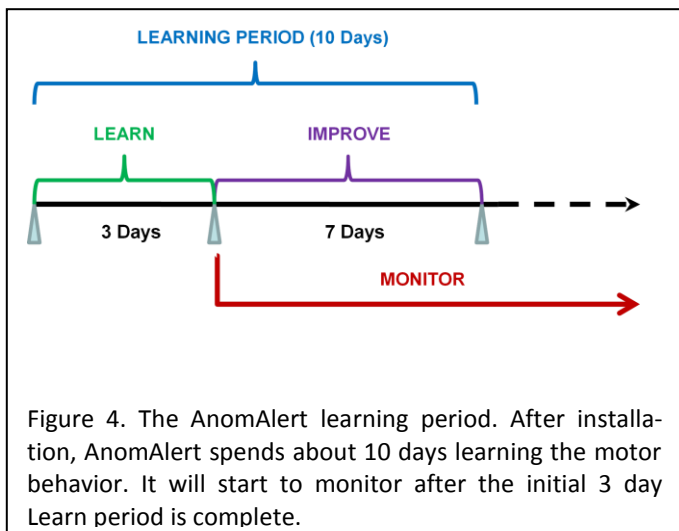 LEARNING PERIOD (10 Days)
LEARN
IMPROVE
3 Days
7 Days
MONITOR
Figure 4. The AnomAlert learning period. After installa-
tion, AnomAlert spends about 10 days learning the motor
behavior. It will start to monitor after the initial 3 day
Learn period is complete.